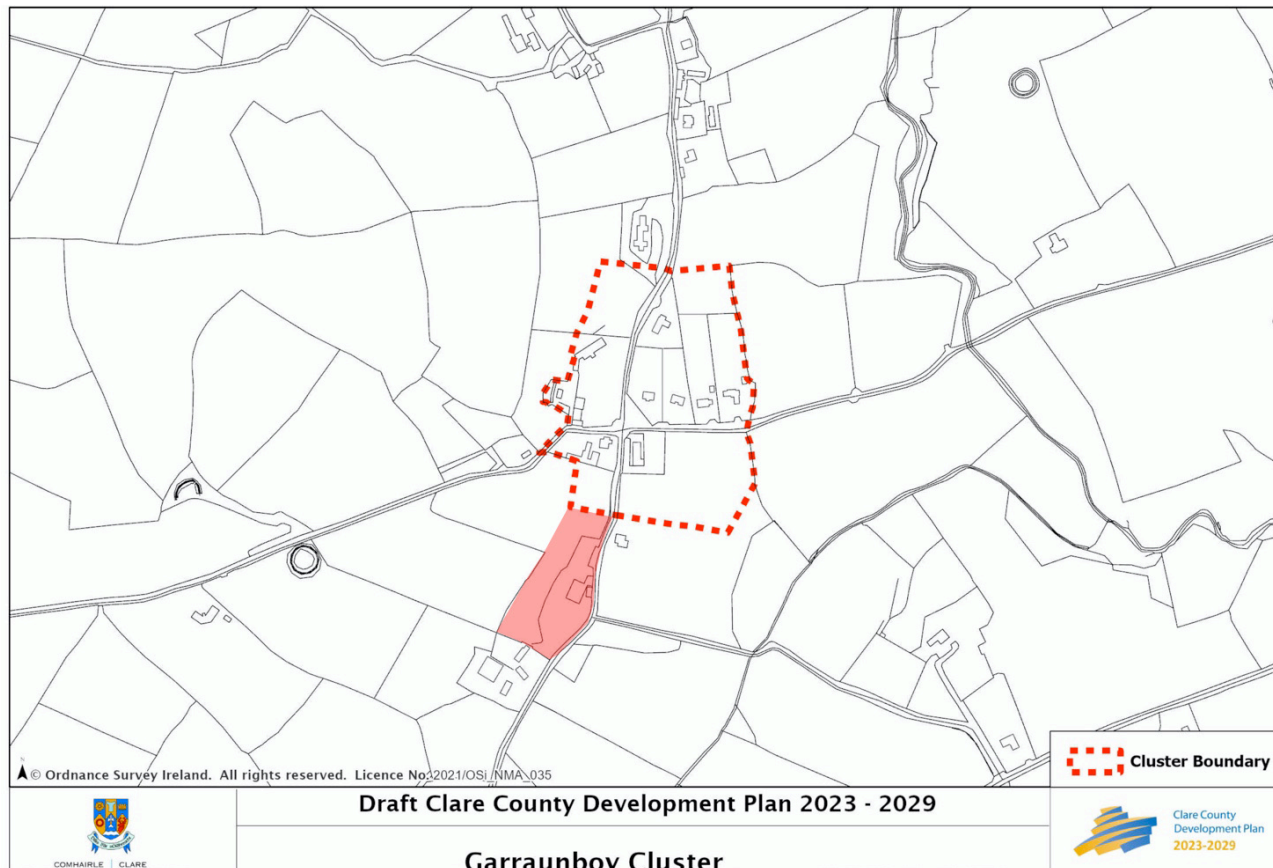 Cluster Boundary
N
© Ordnance Survey Ireland. All rights reserved. Licence No. 2021/OSi_NMA_035
Draft Clare County Development Plan 2023 - 2029
Garraunboy Cluster
COMHAIRLE | CLARE
Clare County
Development Plan
2023-2029